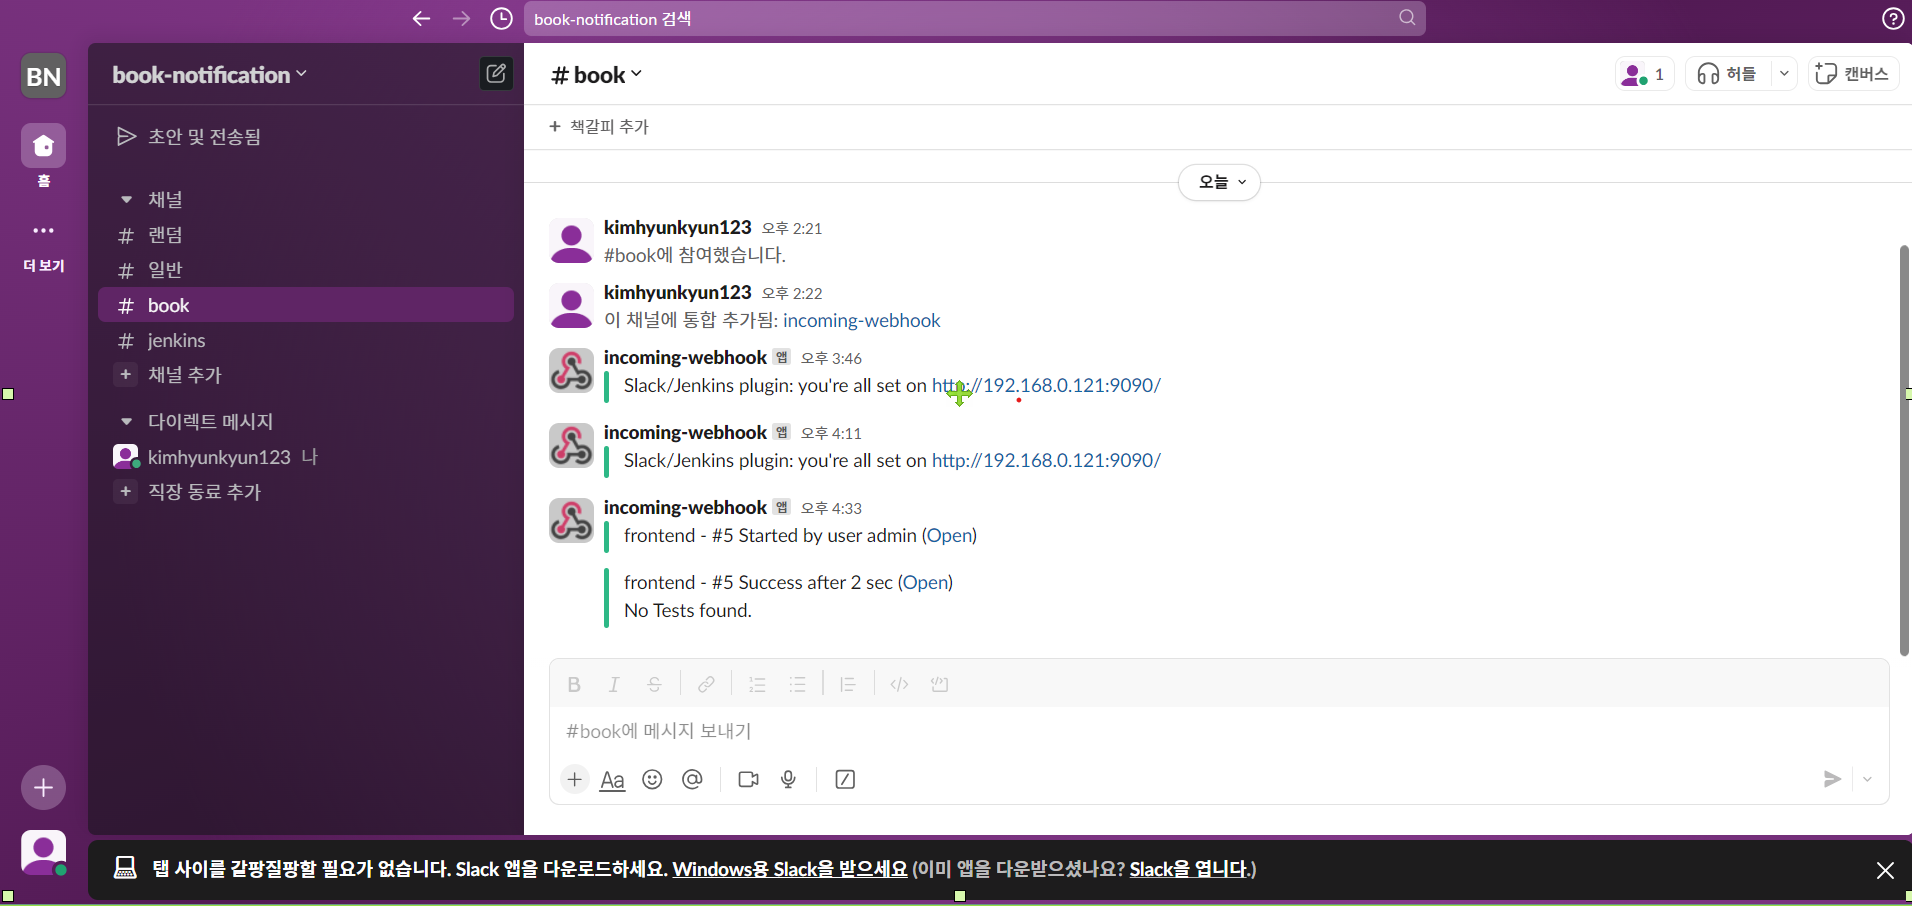 book-notification 검색
BN
홈
더 보기
book-notification
초안 및 전송됨
채널
# 랜덤
# 일반
# book
# jenkins
+ 채널 추가
다이렉트 메시지
kimhyunkyun123 나
+ 직장 동료 추가
# book
1
허들
캔버스
+ 책갈피 추가
오늘
kimhyunkyun123 오후 2:21
#book에 참여했습니다.
kimhyunkyun123 오후 2:22
이 채널에 통합 추가됨: incoming-webhook
incoming-webhook 앱 오후 3:46
Slack/Jenkins plugin: you're all set on http://192.168.0.121:9090/
incoming-webhook 앱 오후 4:11
Slack/Jenkins plugin: you're all set on http://192.168.0.121:9090/
incoming-webhook 앱 오후 4:33
frontend - #5 Started by user admin (Open)
frontend - #5 Success after 2 sec (Open)
No Tests found.
#book에 메시지 보내기
Aa
탭 사이를 갈팡질팡할 필요가 없습니다. Slack 앱을 다운로드하세요. Windows용 Slack을 받으세요 (이미 앱을 다운받으셨나요? Slack을 엽니다.)